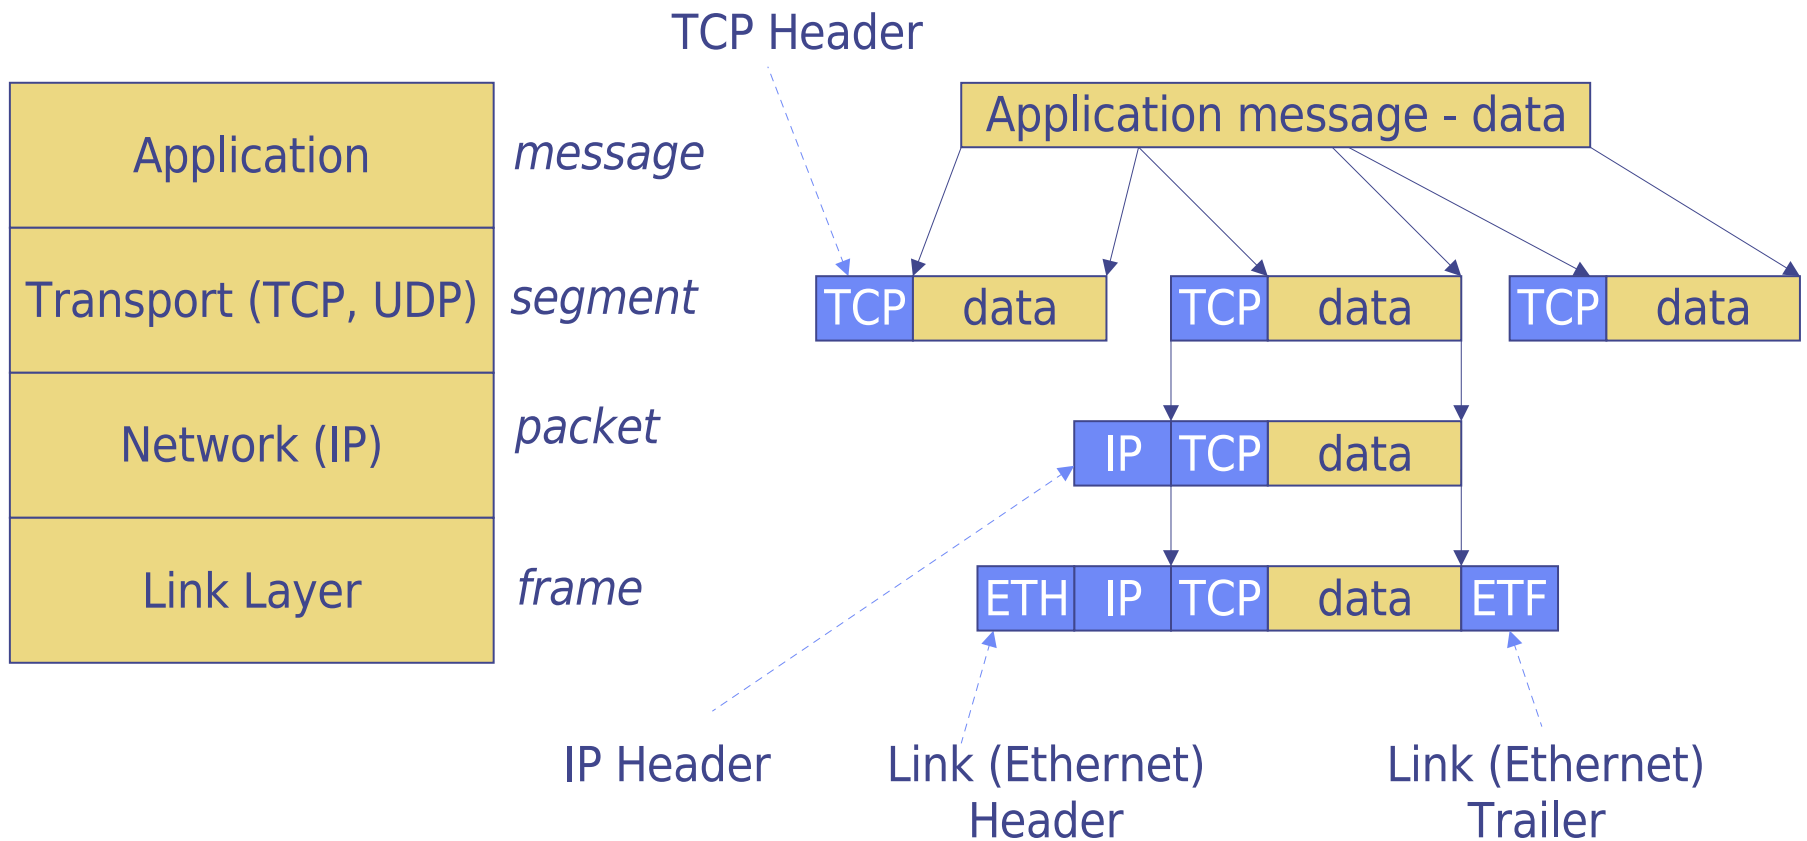 TCP Header
Application message - data
Application
message
Transport (TCP, UDP)
segment
TCP data
TCP data
TCP data
Network (IP)
packet
IP TCP data
Link Layer
frame
ETH IP TCP data ETF
IP Header
Link (Ethernet)
Header
Link (Ethernet)
Trailer